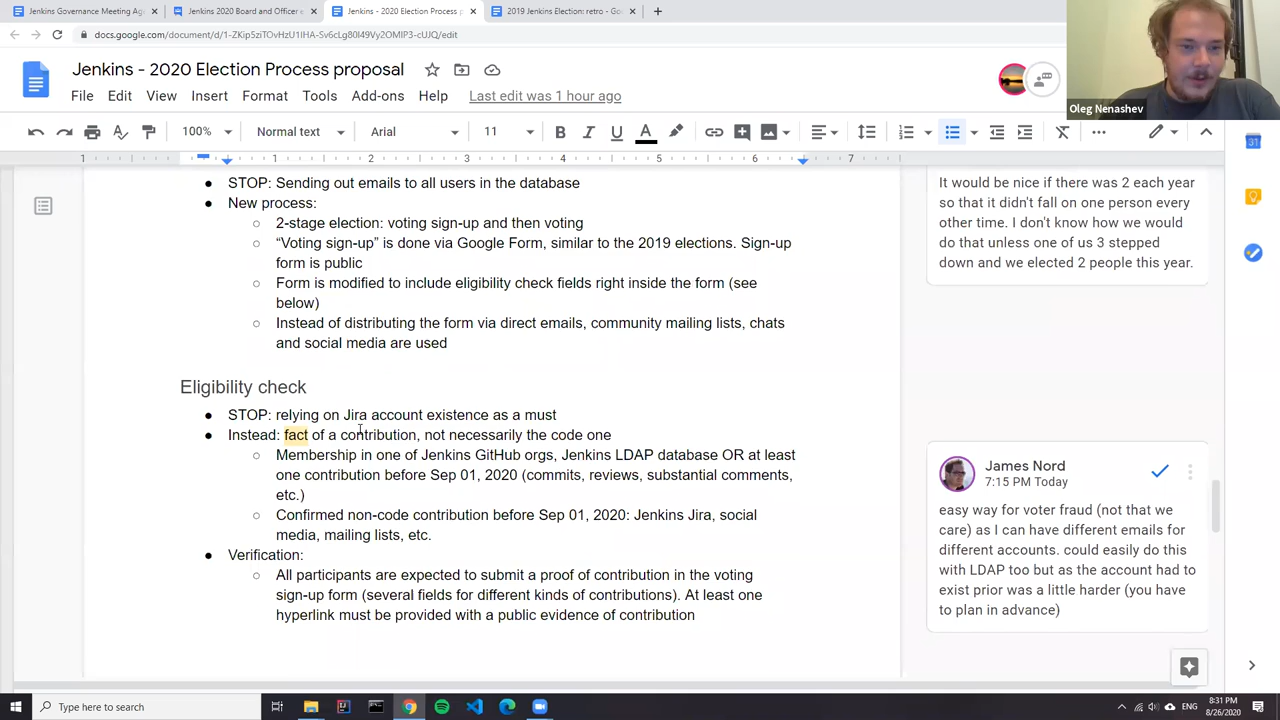 Jenkins Governance Meeting Age
Jenkins 2020 Board and Officer e
Jenkins - 2020 Election Process p
2019 Jenkins Election: retro - Go
docs.google.com/document/d/1-ZKip5ziTOvHzU1IHA-Sv6cLg80I49Vy2OMIP3-cUJQ/edit
Jenkins - 2020 Election Process proposal
File Edit View Insert Format Tools Add-ons Help Last edit was 1 hour ago
Oleg Nenashev
100% Normal text Arial 11 B I U A
1 1 2 3 4 5 6 7
31
STOP: Sending out emails to all users in the database
New process:
2-stage election: voting sign-up and then voting
“Voting sign-up” is done via Google Form, similar to the 2019 elections. Sign-up
form is public
Form is modified to include eligibility check fields right inside the form (see
below)
Instead of distributing the form via direct emails, community mailing lists, chats
and social media are used
Eligibility check
STOP: relying on Jira account existence as a must
Instead: fact of a contribution, not necessarily the code one
Membership in one of Jenkins GitHub orgs, Jenkins LDAP database OR at least
one contribution before Sep 01, 2020 (commits, reviews, substantial comments,
etc.)
Confirmed non-code contribution before Sep 01, 2020: Jenkins Jira, social
media, mailing lists, etc.
Verification:
All participants are expected to submit a proof of contribution in the voting
sign-up form (several fields for different kinds of contributions). At least one
hyperlink must be provided with a public evidence of contribution
It would be nice if there was 2 each year
so that it didn't fall on one person every
other time. I don't know how we would
do that unless one of us 3 stepped
down and we elected 2 people this year.
James Nord
7:15 PM Today
easy way for voter fraud (not that we
care) as I can have different emails for
different accounts. could easily do this
with LDAP too but as the account had to
exist prior was a little harder (you have
to plan in advance)
Type here to search
8:31 PM
8/26/2020